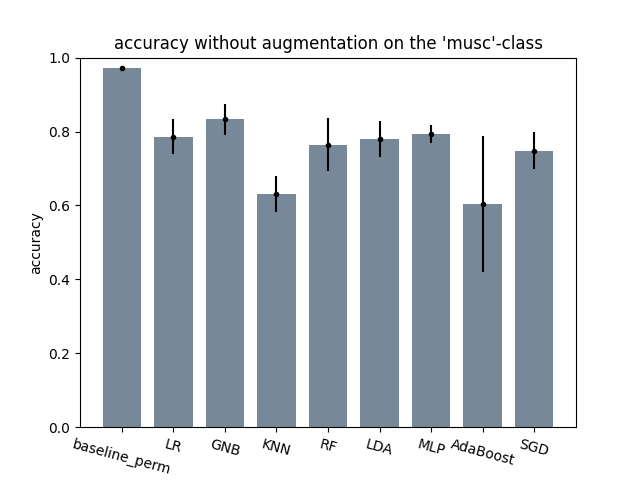 accuracy without augmentation on the 'musc'-class
accuracy
1.0
0.8
0.6
0.4
0.2
0.0
baseline_perm
LR
GNB
KNN
RF
LDA
MLP
AdaBoost
SGD